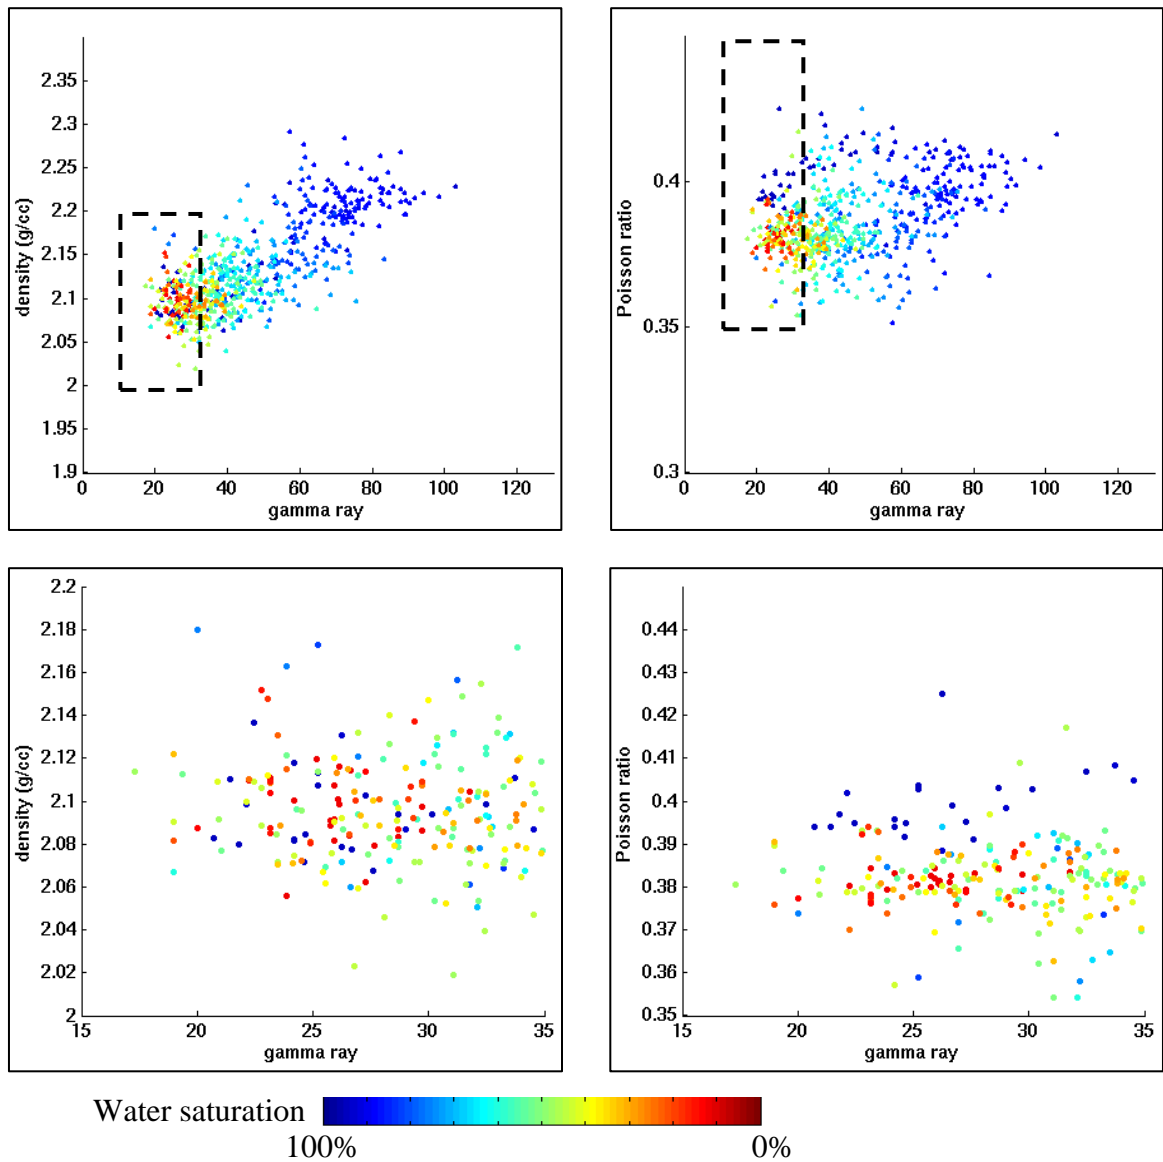 density (g/cc)
2.35
2.3
2.25
2.2
2.15
2.1
2.05
2
1.95
1.9
0 20 40 60 80 100 120
gamma ray
Poisson ratio
0.4
0.35
0.3
0 20 40 60 80 100 120
gamma ray
density (g/cc)
2.2
2.18
2.16
2.14
2.12
2.1
2.08
2.06
2.04
2.02
2
15 20 25 30 35
gamma ray
Poisson ratio
0.44
0.43
0.42
0.41
0.4
0.39
0.38
0.37
0.36
0.35
15 20 25 30 35
gamma ray
Water saturation
100% 0%